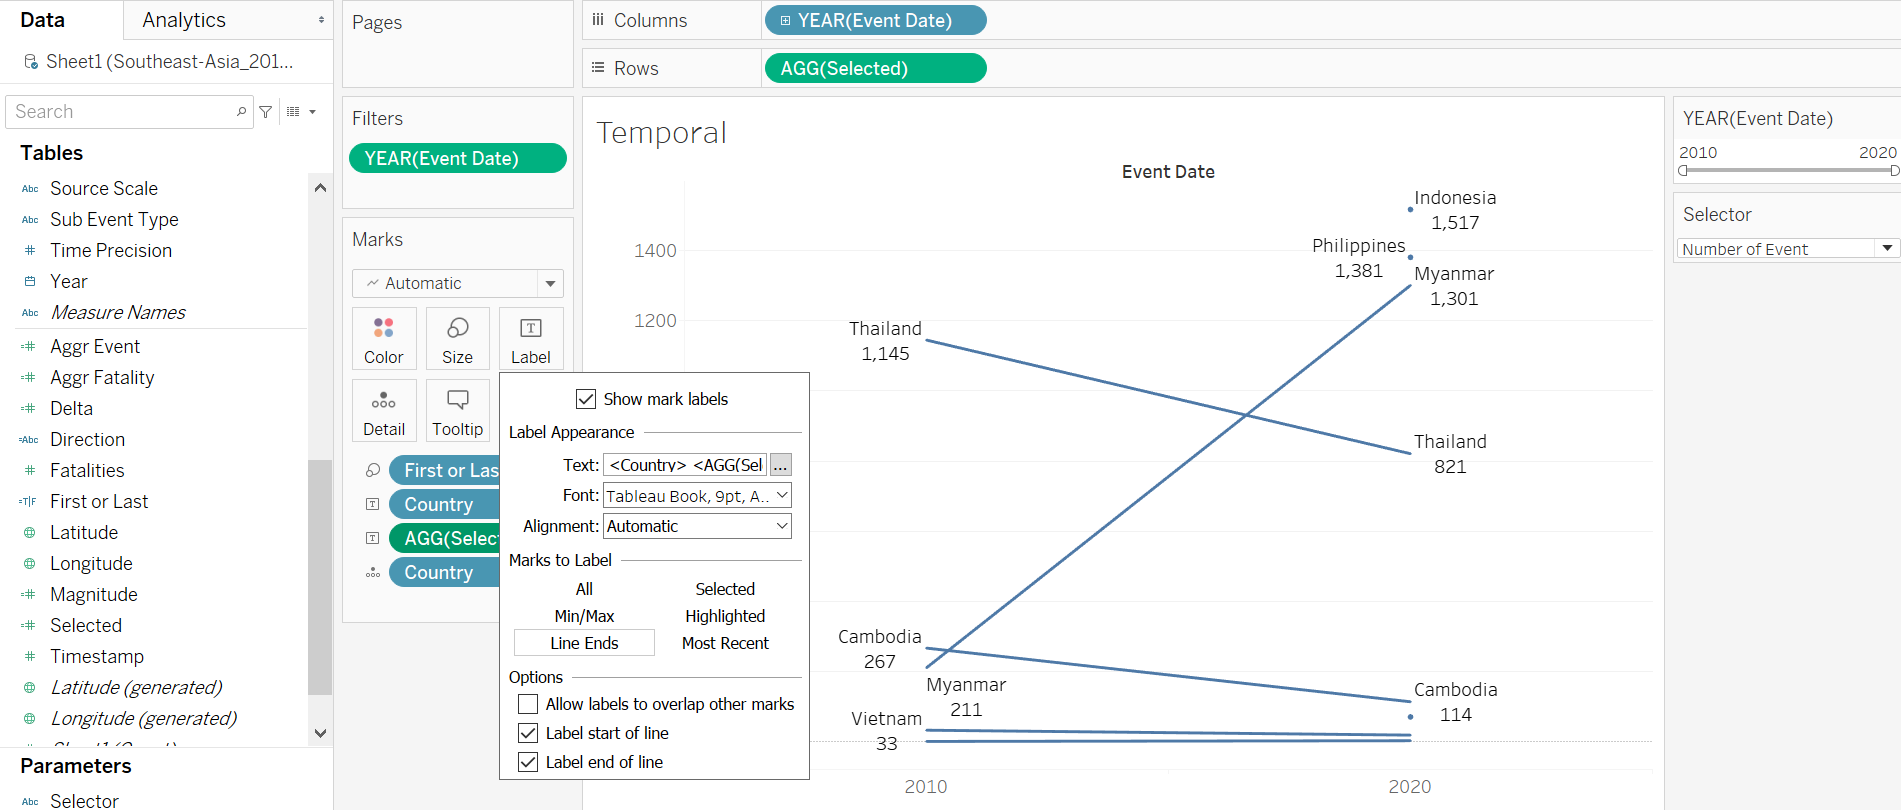 Data
Analytics
Sheet1 (Southeast-Asia_201...
Search
Tables
Abc Source Scale
Abc Sub Event Type
# Time Precision
Year
Abc Measure Names
=# Aggr Event
=# Aggr Fatality
=# Delta
=Abc Direction
# Fatalities
=T|F First or Last
Latitude
Longitude
=# Magnitude
=# Selected
# Timestamp
Latitude (generated)
Longitude (generated)
Parameters
Abc Selector
Pages
Filters
YEAR(Event Date)
Marks
Automatic
Color
Size
T
Label
Detail
Tooltip
First or Las
T Country
T AGG(Selec
Country
Show mark labels
Label Appearance
Text: <Country> <AGG(Sel ...
Font: Tableau Book, 9pt, A..
Alignment: Automatic
Marks to Label
All Selected
Min/Max Highlighted
Line Ends Most Recent
Options
Allow labels to overlap other marks
Label start of line
Label end of line
Columns
YEAR(Event Date)
Rows
AGG(Selected)
Temporal
Event Date
1400
1200
Indonesia
1,517
Philippines
1,381
Myanmar
1,301
Thailand
1,145
Thailand
821
Cambodia
267
Myanmar
211
Cambodia
114
Vietnam
33
2010
2020
YEAR(Event Date)
2010 2020
Selector
Number of Event